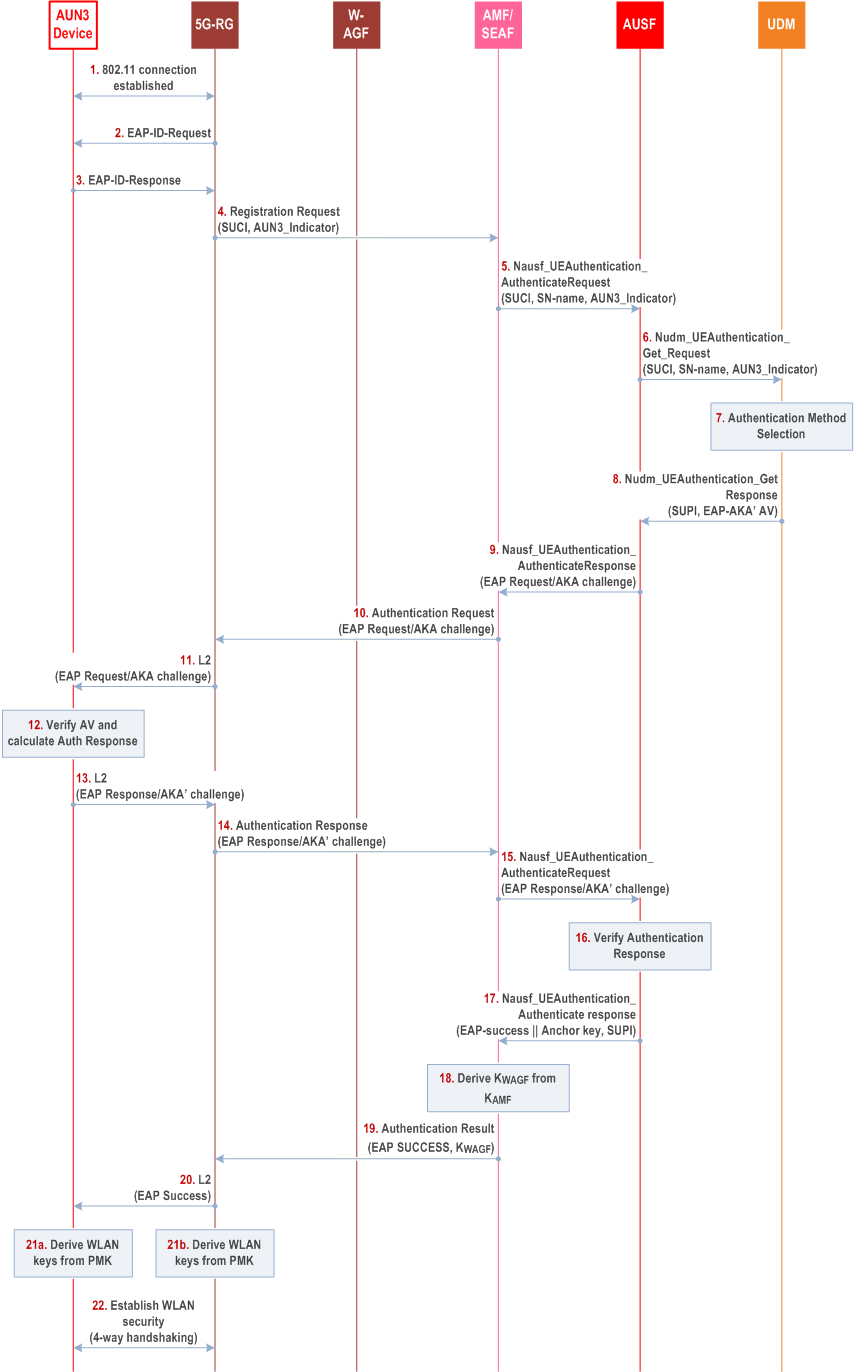 AUN3
Device
5G-RG
W-
AGF
AMF/
SEAF
AUSF
UDM
1. 802.11 connection
established
2. EAP-ID-Request
3. EAP-ID-Response
4. Registration Request
(SUCI, AUN3_Indicator)
5. Nausf_UEAuthentication_
AuthenticateRequest
(SUCI, SN-name, AUN3_Indicator)
6. Nudm_UEAuthentication_
Get_Request
(SUCI, SN-name, AUN3_Indicator)
7. Authentication Method
Selection
8. Nudm_UEAuthentication_Get
Response
(SUPI, EAP-AKA’ AV)
9. Nausf_UEAuthentication_
AuthenticateResponse
(EAP Request/AKA challenge)
10. Authentication Request
(EAP Request/AKA challenge)
11. L2
(EAP Request/AKA challenge)
12. Verify AV and
calculate Auth Response
13. L2
(EAP Response/AKA’ challenge)
14. Authentication Response
(EAP Response/AKA’ challenge)
15. Nausf_UEAuthentication_
AuthenticateRequest
(EAP Response/AKA’ challenge)
16. Verify Authentication
Response
17. Nausf_UEAuthentication_
Authenticate response
(EAP-success || Anchor key, SUPI)
18. Derive KWAGF from
KAMF
19. Authentication Result
(EAP SUCCESS, KWAGF)
20. L2
(EAP Success)
21a. Derive WLAN
keys from PMK
21b. Derive WLAN
keys from PMK
22. Establish WLAN
security
(4-way handshaking)